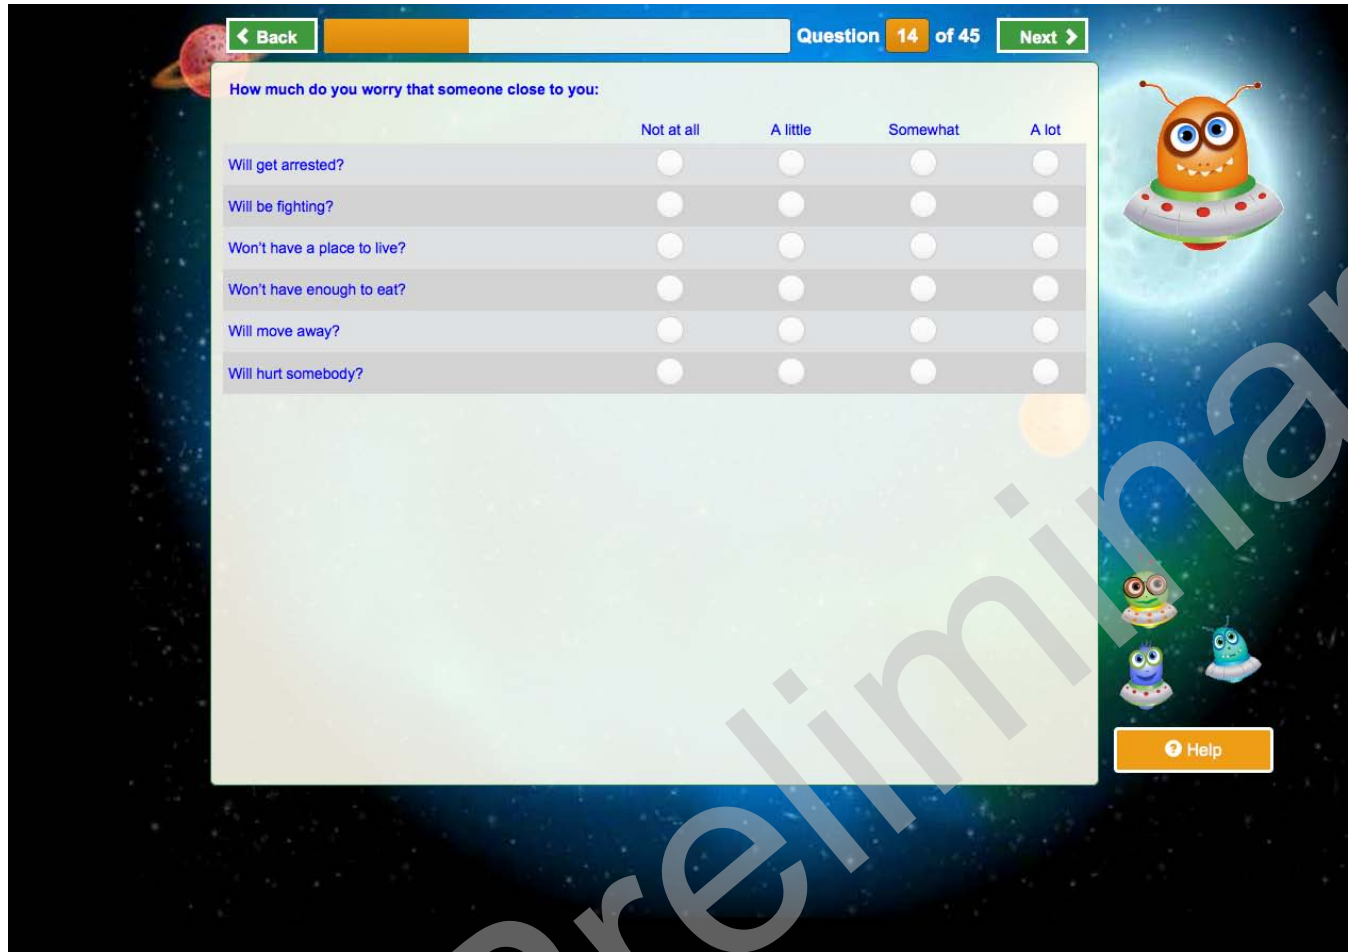 Back
Question 14 of 45
Next
How much do you worry that someone close to you:
Not at all A little Somewhat A lot
Will get arrested?
Will be fighting?
Won't have a place to live?
Won't have enough to eat?
Will move away?
Will hurt somebody?
Help
relimina